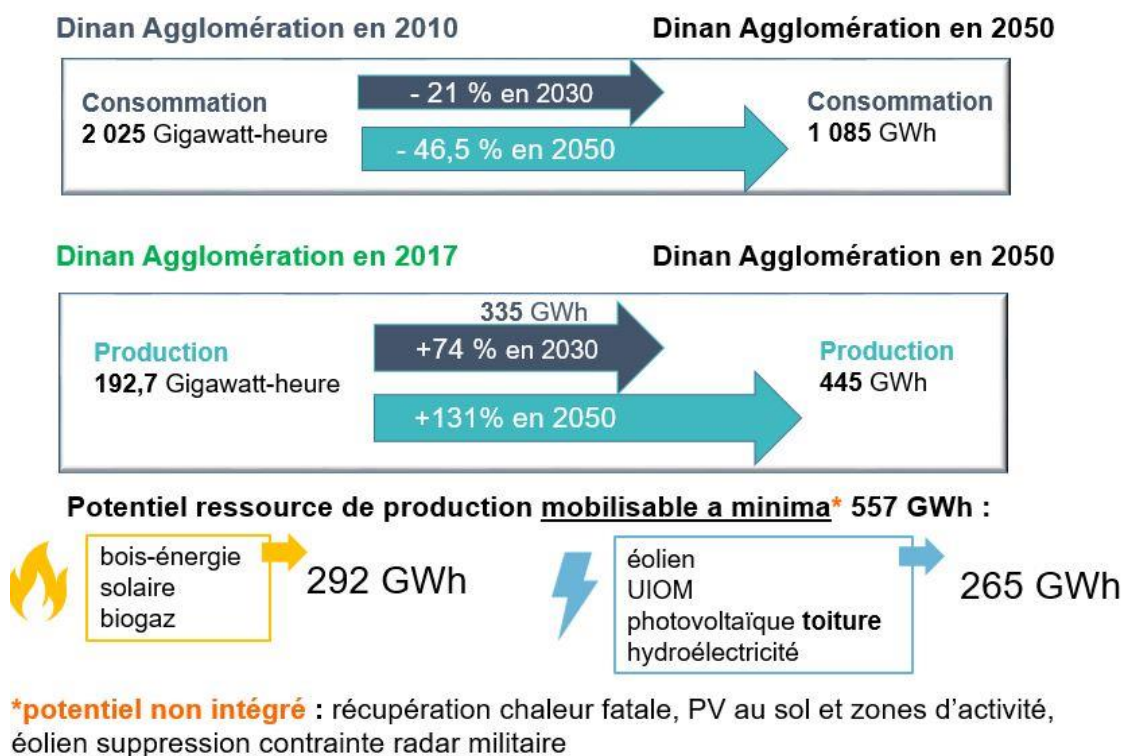 Dinan Agglomération en 2010
Dinan Agglomération en 2050
Consommation
2 025 Gigawatt-heure
- 21 % en 2030
- 46,5 % en 2050
Consommation
1 085 GWh
Dinan Agglomération en 2017
Dinan Agglomération en 2050
Production
192,7 Gigawatt-heure
335 GWh
+74 % en 2030
+131% en 2050
Production
445 GWh
Potentiel ressource de production mobilisable a minima* 557 GWh :
bois-énergie
solaire
biogaz
292 GWh
éolien
UIOM
photovoltaïque toiture
hydroélectricité
265 GWh
*potentiel non intégré : récupération chaleur fatale, PV au sol et zones d'activité,
éolien suppression contrainte radar militaire